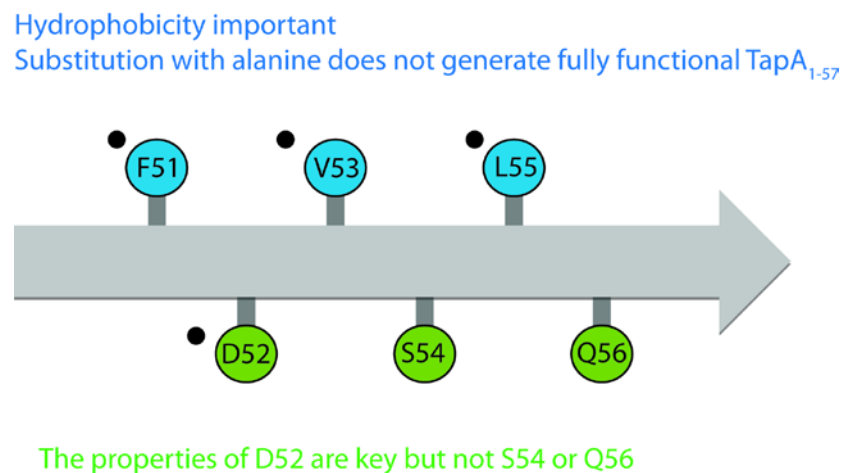 Hydrophobicity important
Substitution with alanine does not generate fully functional TapA1-57
F51 V53 L55
D52 S54 Q56
The properties of D52 are key but not S54 or Q56